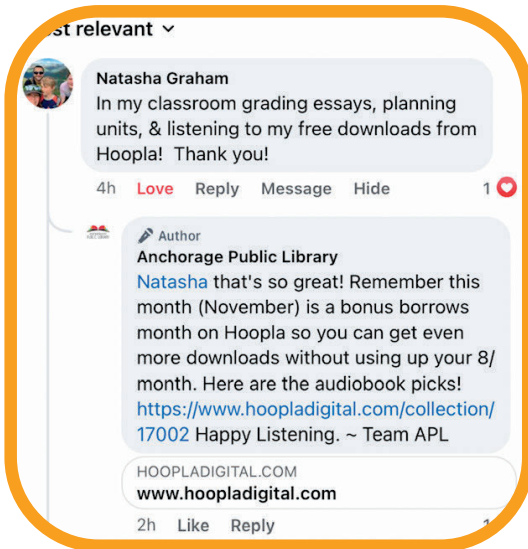 st relevant
Natasha Graham
In my classroom grading essays, planning
units, & listening to my free downloads from
Hoopla!  Thank you!
4h Love Reply Message Hide 1
Author
Anchorage Public Library
Natasha that's so great! Remember this
month (November) is a bonus borrows
month on Hoopla so you can get even
more downloads without using up your 8/
month. Here are the audiobook picks!
https://www.hoopladigital.com/collection/
17002 Happy Listening. ~ Team APL
HOOPLADIGITAL.COM
www.hoopladigital.com
2h Like Reply